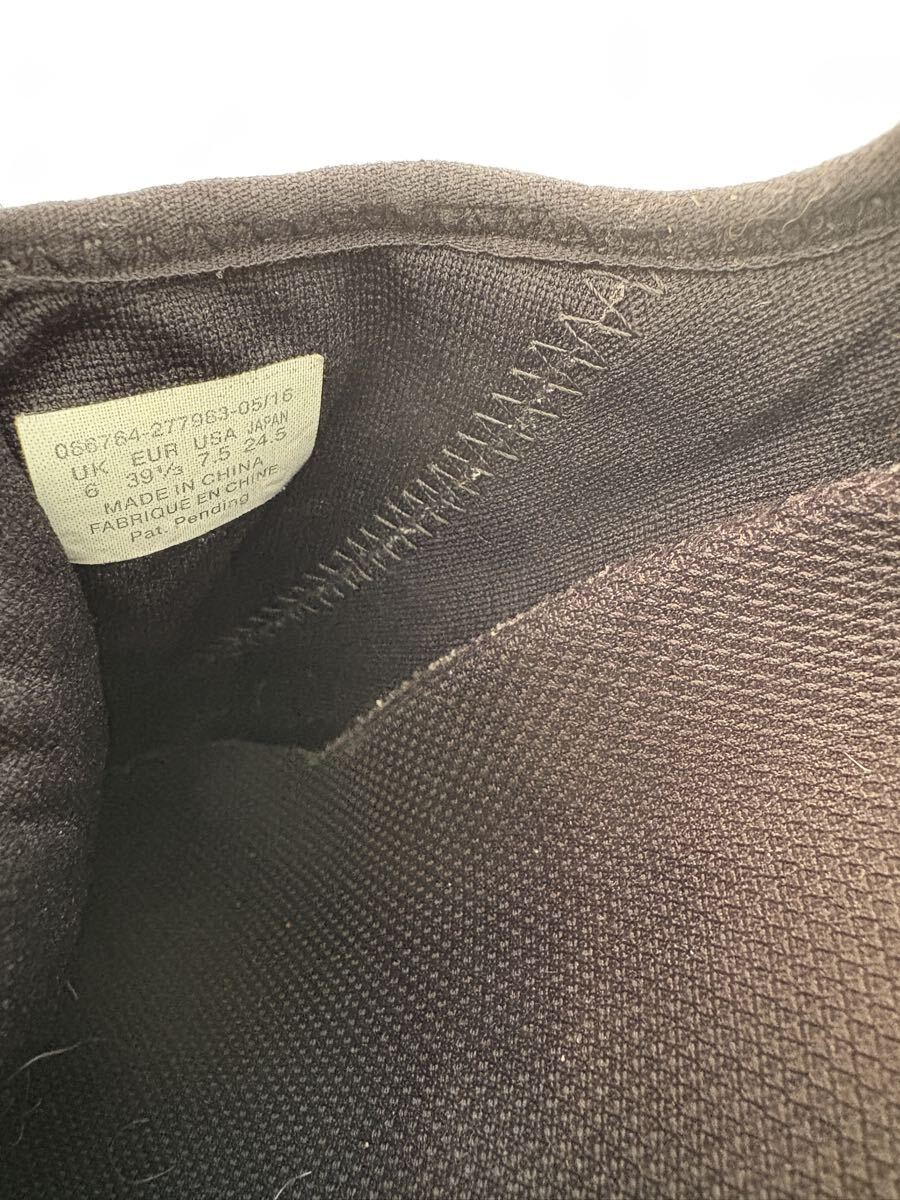 066764-277963-05/16
UK EUR USA JAPAN
6 39⅓ 7.5 24.5
MADE IN CHINA
FABRIQUE EN CHINE
Pat. Pending